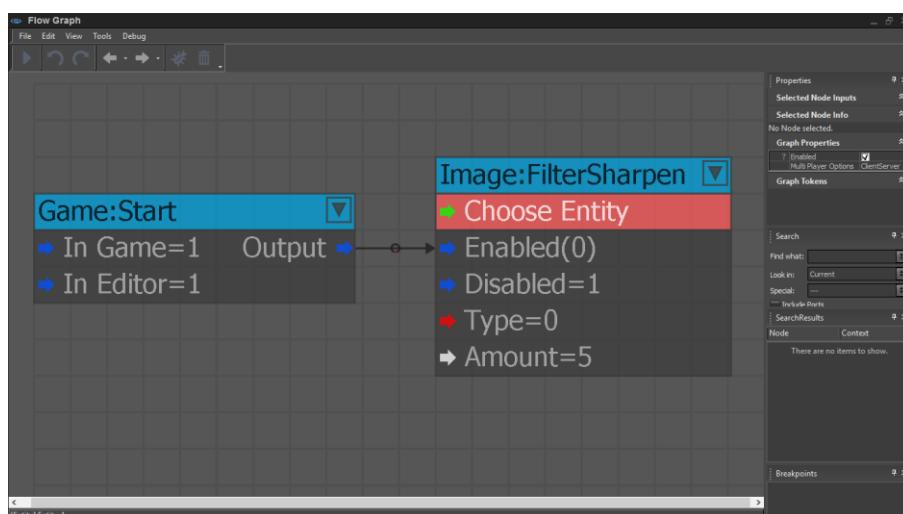 Flow Graph
File Edit View Tools Debug
Properties
Selected Node Inputs
Selected Node Info
No Node selected.
Graph Properties
? Enabled
Multi Player Options ClientServer
Graph Tokens
Image:FilterSharpen
Choose Entity
Enabled(0)
Disabled=1
Type=0
Amount=5
Game:Start
In Game=1 Output
In Editor=1
Search
Find what:
Look in: Current
Special: ---
Include Ports
SearchResults
Node Context
There are no items to show.
Breakpoints